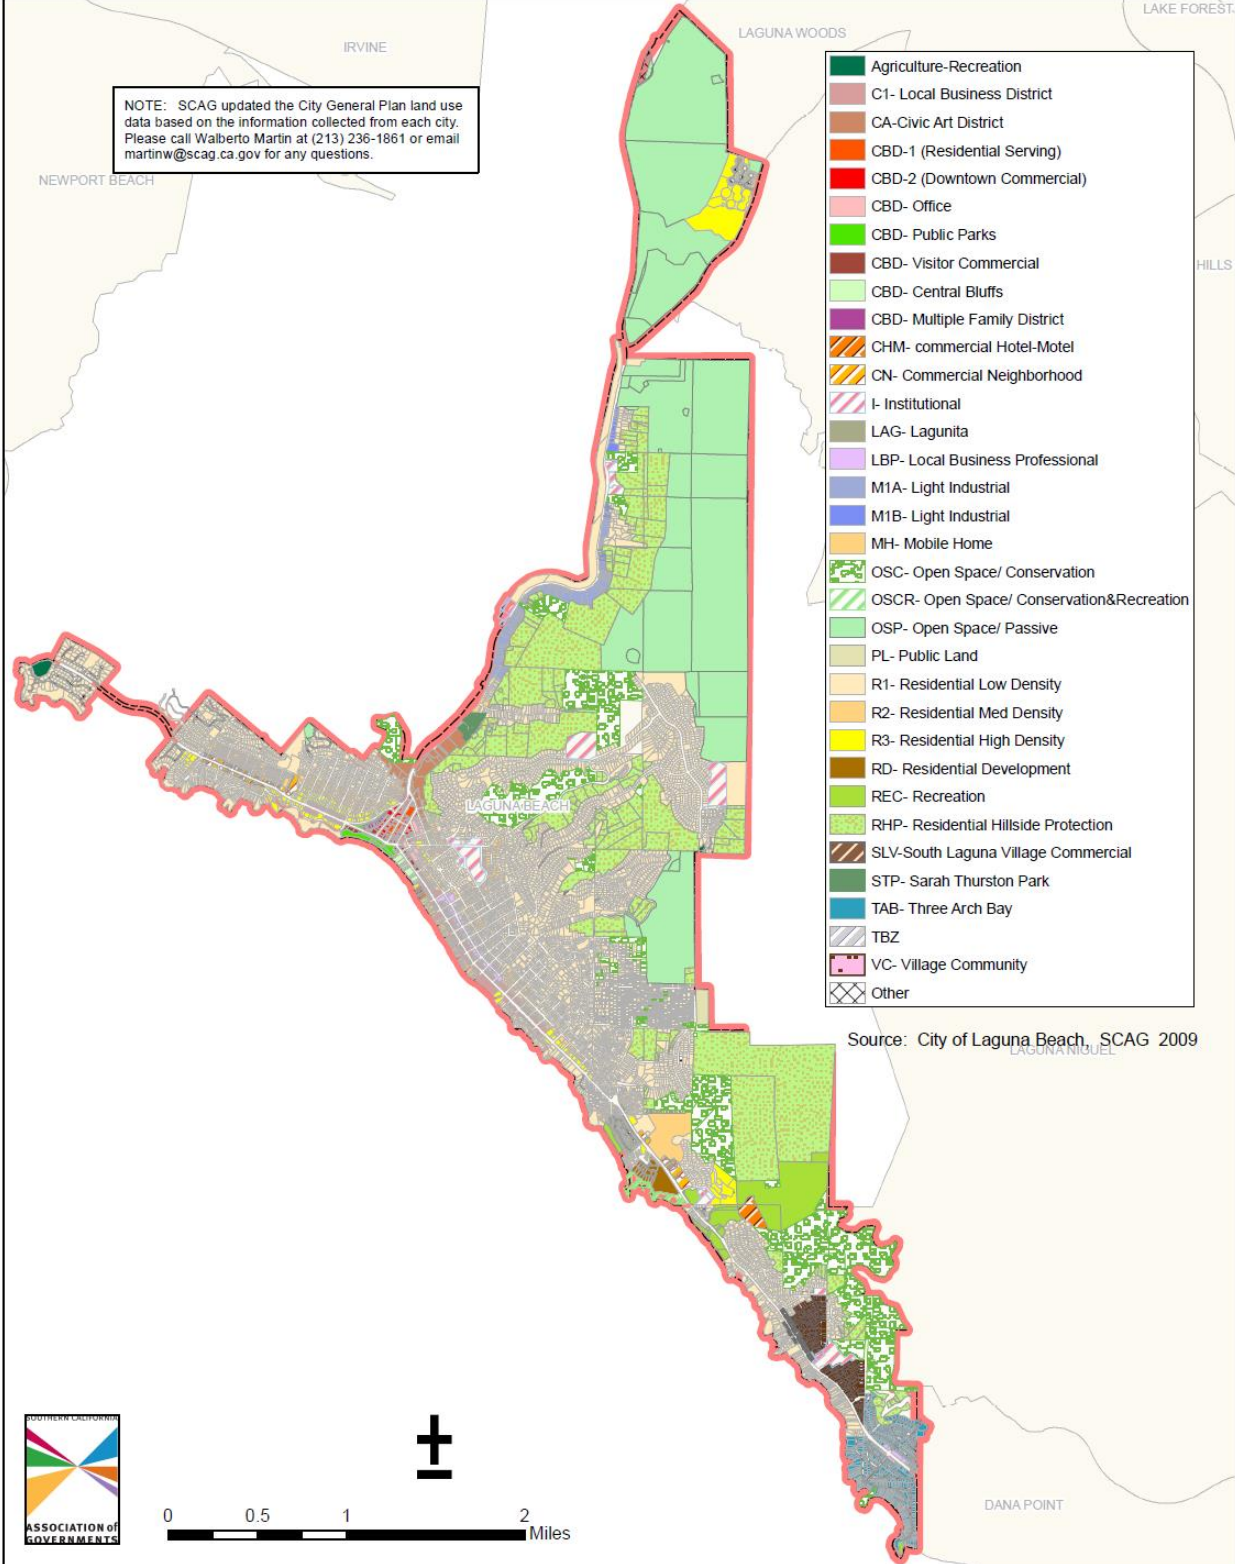 LAKE FOREST
LAGUNA WOODS
IRVINE
NOTE: SCAG updated the City General Plan land use
data based on the information collected from each city.
Please call Walberto Martin at (213) 236-1861 or email
martinw@scag.ca.gov for any questions.
NEWPORT BEACH
HILLS
Agriculture-Recreation
C1- Local Business District
CA-Civic Art District
CBD-1 (Residential Serving)
CBD-2 (Downtown Commercial)
CBD- Office
CBD- Public Parks
CBD- Visitor Commercial
CBD- Central Bluffs
CBD- Multiple Family District
CHM- commercial Hotel-Motel
CN- Commercial Neighborhood
I- Institutional
LAG- Lagunita
LBP- Local Business Professional
M1A- Light Industrial
M1B- Light Industrial
MH- Mobile Home
OSC- Open Space/ Conservation
OSCR- Open Space/ Conservation&Recreation
OSP- Open Space/ Passive
PL- Public Land
R1- Residential Low Density
R2- Residential Med Density
R3- Residential High Density
RD- Residential Development
REC- Recreation
RHP- Residential Hillside Protection
SLV-South Laguna Village Commercial
STP- Sarah Thurston Park
TAB- Three Arch Bay
TBZ
VC- Village Community
Other
LAGUNA BEACH
Source: City of Laguna Beach, SCAG 2009
LAGUNA NIGUEL
DANA POINT
SOUTHERN CALIFORNIA
ASSOCIATION of
GOVERNMENTS
0 0.5 1 2
Miles